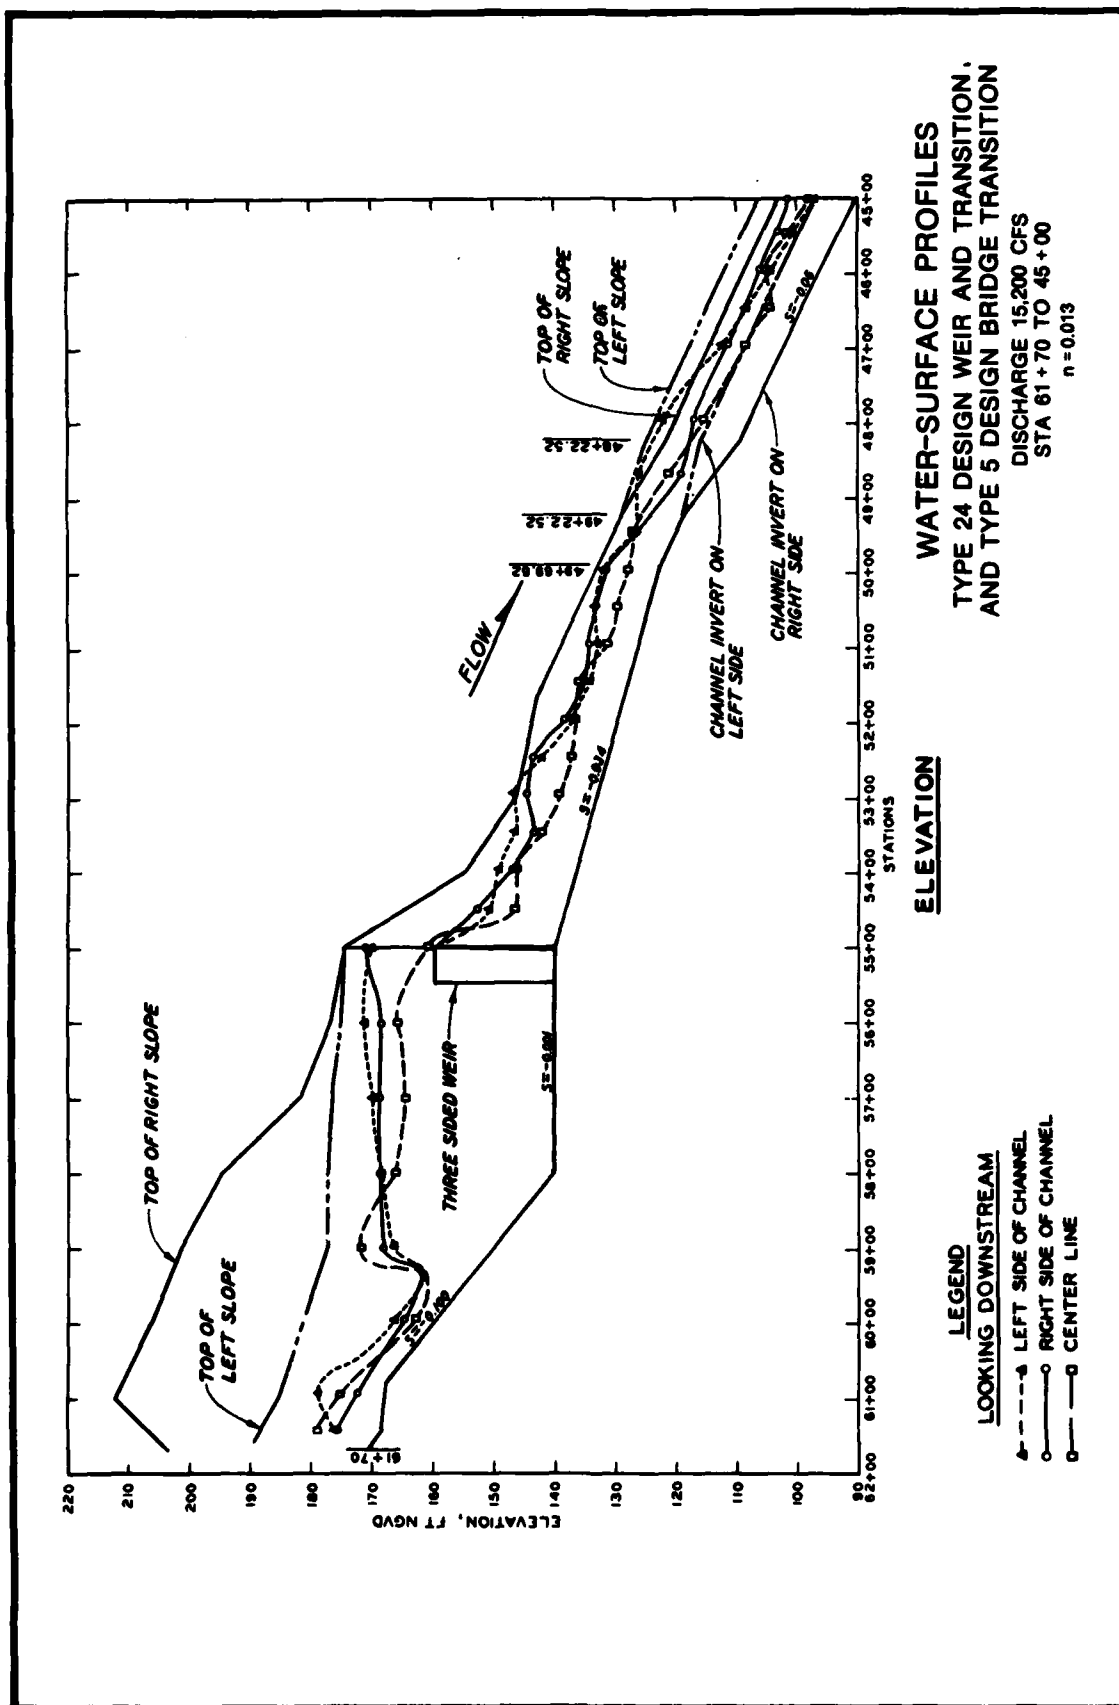 WATER-SURFACE PROFILES
TYPE 24 DESIGN WEIR AND TRANSITION,
AND TYPE 5 DESIGN BRIDGE TRANSITION
DISCHARGE 15,200 CFS
STA 61+70 TO 45+00
n=0.013
ELEVATION, FT NGVD
220
210
200
190
180
170
160
150
140
130
120
110
100
90
62+00
61+00
60+00
59+00
58+00
57+00
56+00
55+00
54+00
53+00
52+00
51+00
50+00
49+00
48+00
47+00
46+00
45+00
STATIONS
ELEVATION
TOP OF RIGHT SLOPE
TOP OF
LEFT SLOPE
61+70
S=-0.190
THREE SIDED WEIR
S=-0.001
S=-0.034
FLOW
49+89.82
49+22.52
48+22.52
TOP OF
RIGHT SLOPE
TOP OR
LEFT SLOPE
CHANNEL INVERT ON
LEFT SIDE
CHANNEL INVERT ON
RIGHT SIDE
S=-0.06
LEGEND
LOOKING DOWNSTREAM
LEFT SIDE OF CHANNEL
RIGHT SIDE OF CHANNEL
CENTER LINE